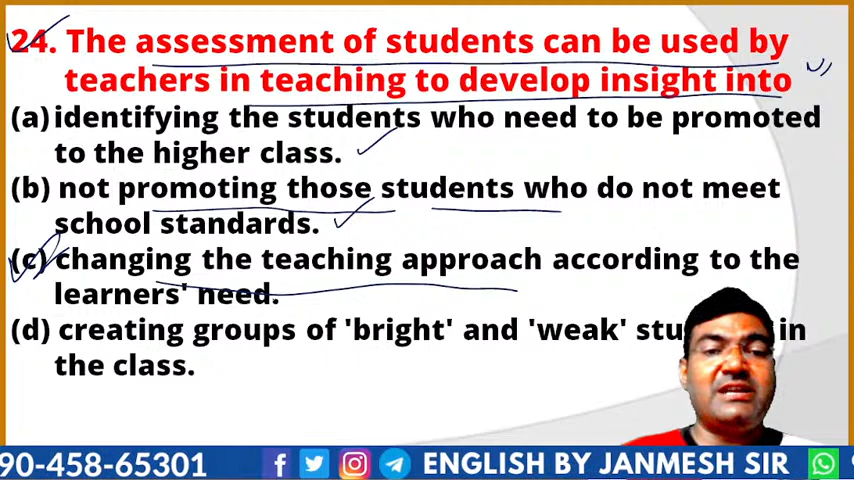 24. The assessment of students can be used by
teachers in teaching to develop insight into
(a) identifying the students who need to be promoted
to the higher class.
(b) not promoting those students who do not meet
school standards.
(c) changing the teaching approach according to the
learners' need.
(d) creating groups of 'bright' and 'weak' in
the class.
90-458-65301 ENGLISH BY JANMESH SIR